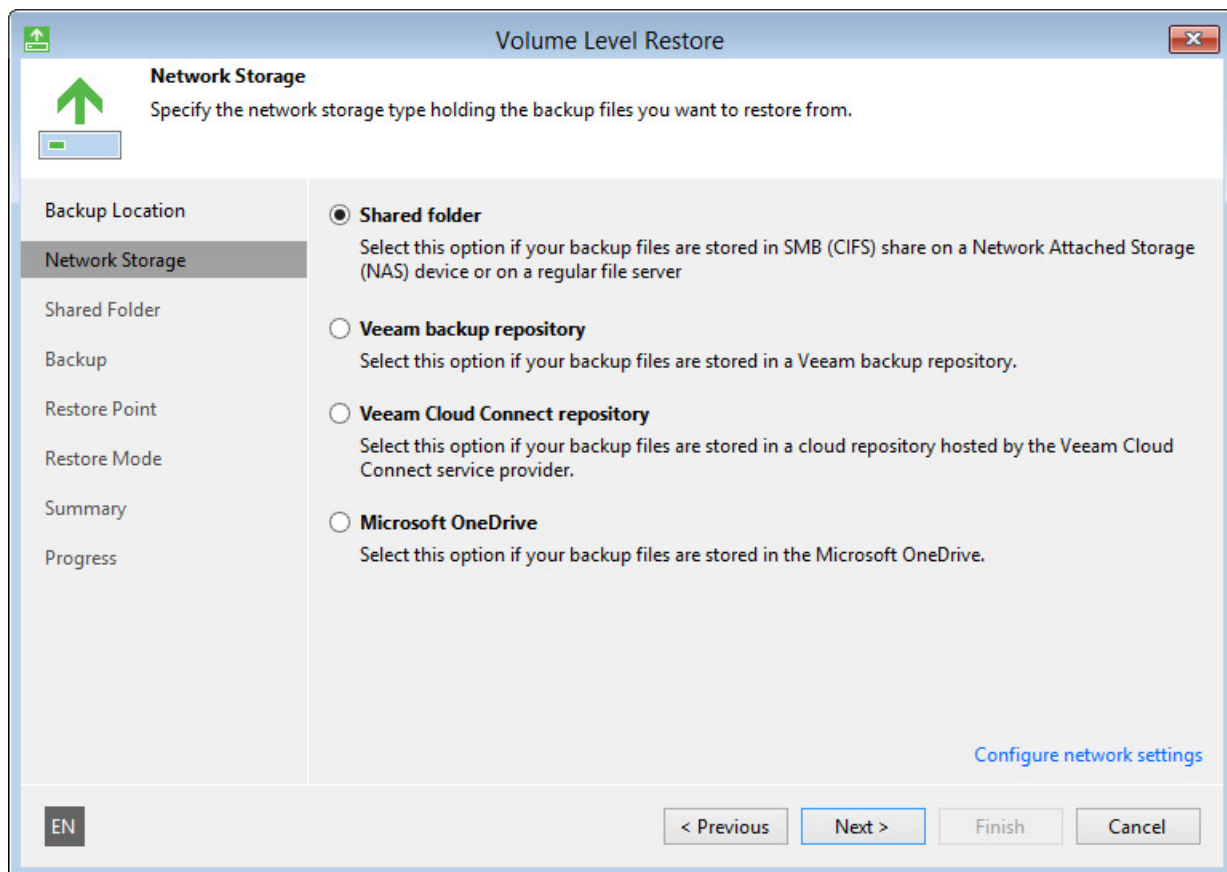 Volume Level Restore
Network Storage
Specify the network storage type holding the backup files you want to restore from.
Backup Location
Network Storage
Shared Folder
Backup
Restore Point
Restore Mode
Summary
Progress
Shared folder
Select this option if your backup files are stored in SMB (CIFS) share on a Network Attached Storage
(NAS) device or on a regular file server
Veeam backup repository
Select this option if your backup files are stored in a Veeam backup repository.
Veeam Cloud Connect repository
Select this option if your backup files are stored in a cloud repository hosted by the Veeam Cloud
Connect service provider.
Microsoft OneDrive
Select this option if your backup files are stored in the Microsoft OneDrive.
Configure network settings
EN
< Previous
Next >
Finish
Cancel